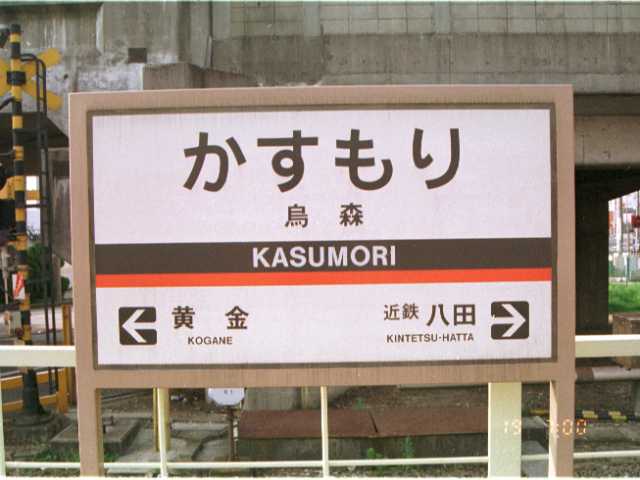 かすもり
烏森
KASUMORI
黄金
KOGANE
近鉄八田
KINTETSU-HATTA